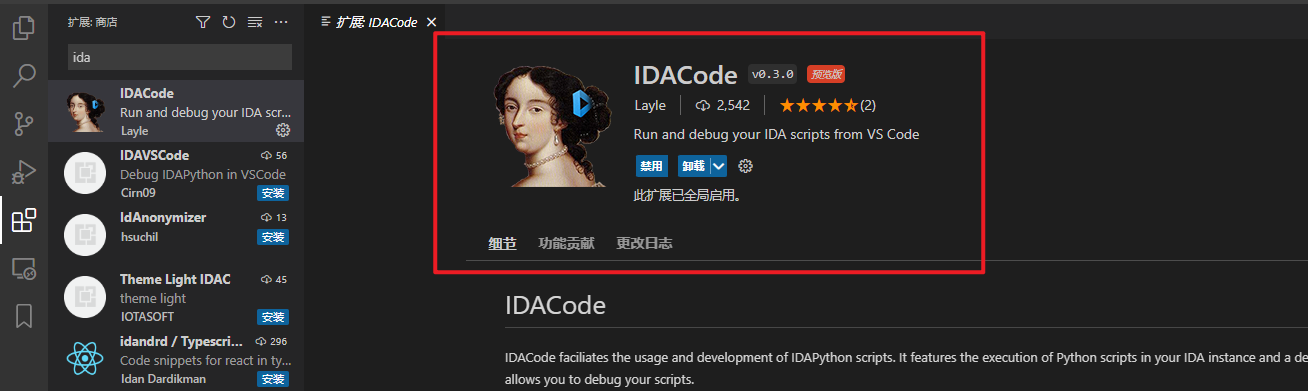 扩展: 商店
ida
IDACode
Run and debug your IDA scr...
Layle
IDAVSCode 56
Debug IDAPython in VSCode
Cirn09 安装
IdAnonymizer 13
hsuchil 安装
Theme Light IDAC 45
theme light
IOTASOFT 安装
idandrd / Typescri... 296
Code snippets for react in ty...
Idan Dardikman 安装
扩展: IDACode
IDACode v0.3.0 预览版
Layle 2,542 (2)
Run and debug your IDA scripts from VS Code
禁用 卸载
此扩展已全局启用。
细节 功能贡献 更改日志
IDACode
IDACode faciliates the usage and development of IDAPython scripts. It features the execution of Python scripts in your IDA instance and a de
allows you to debug your scripts.